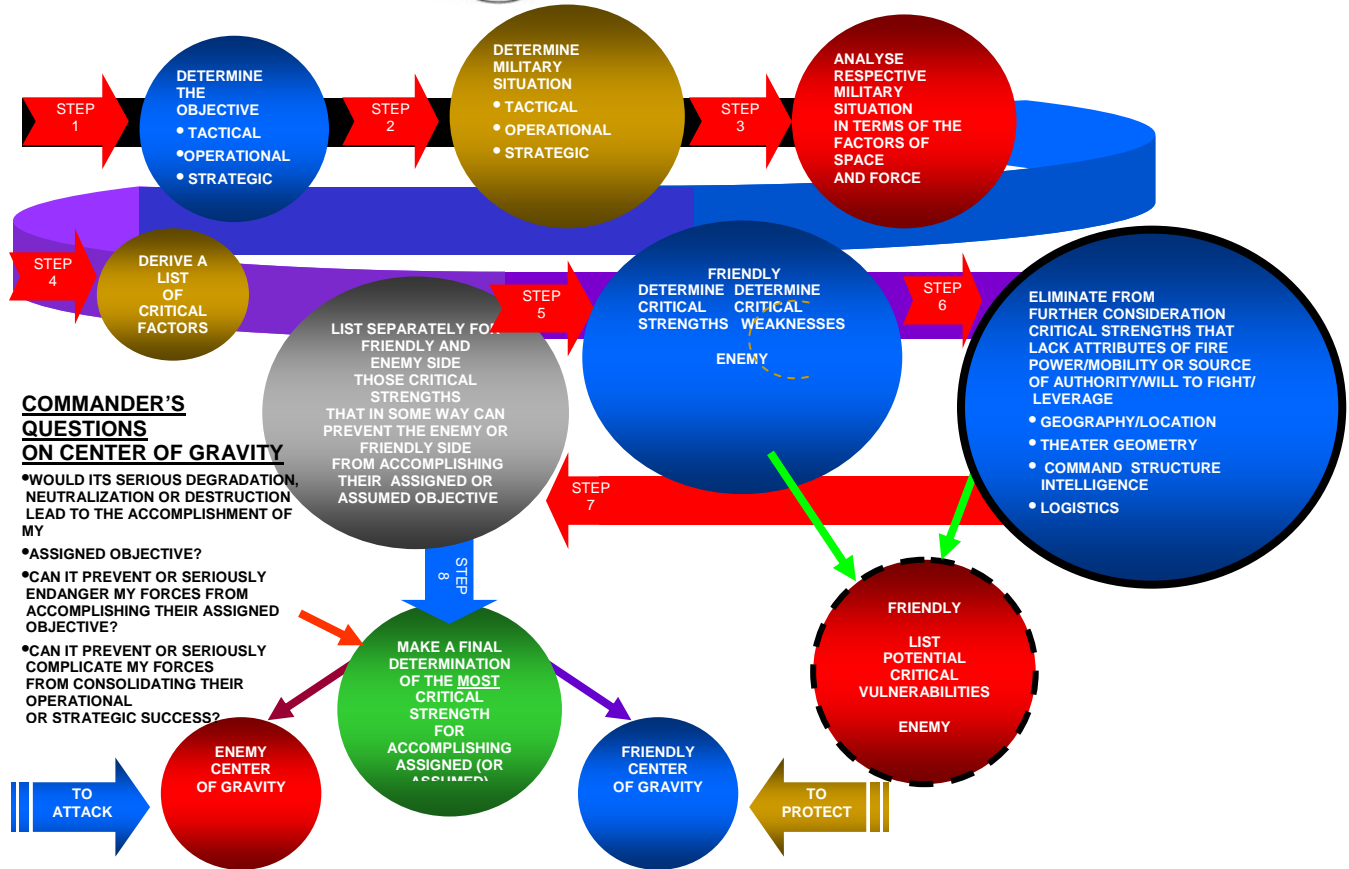 STEP
1
DETERMINE
THE
OBJECTIVE
• TACTICAL
•OPERATIONAL
• STRATEGIC
STEP
2
DETERMINE
MILITARY
SITUATION
• TACTICAL
• OPERATIONAL
• STRATEGIC
STEP
3
ANALYSE
RESPECTIVE
MILITARY
SITUATION
IN TERMS OF THE
FACTORS OF
SPACE
AND FORCE
STEP
4
DERIVE A
LIST
OF
CRITICAL
FACTORS
STEP
5
FRIENDLY
DETERMINE DETERMINE
CRITICAL CRITICAL
STRENGTHS WEAKNESSES
ENEMY
STEP
6
ELIMINATE FROM
FURTHER CONSIDERATION
CRITICAL STRENGTHS THAT
LACK ATTRIBUTES OF FIRE
POWER/MOBILITY OR SOURCE
OF AUTHORITY/WILL TO FIGHT/
LEVERAGE
• GEOGRAPHY/LOCATION
• THEATER GEOMETRY
• COMMAND STRUCTURE
INTELLIGENCE
• LOGISTICS
STEP
7
LIST SEPARATELY FOR
FRIENDLY AND
ENEMY SIDE
THOSE CRITICAL
STRENGTHS
THAT IN SOME WAY CAN
PREVENT THE ENEMY OR
FRIENDLY SIDE
FROM ACCOMPLISHING
THEIR ASSIGNED OR
ASSUMED OBJECTIVE
COMMANDER'S
QUESTIONS
ON CENTER OF GRAVITY
•WOULD ITS SERIOUS DEGRADATION,
NEUTRALIZATION OR DESTRUCTION
LEAD TO THE ACCOMPLISHMENT OF
MY
•ASSIGNED OBJECTIVE?
•CAN IT PREVENT OR SERIOUSLY
ENDANGER MY FORCES FROM
ACCOMPLISHING THEIR ASSIGNED
OBJECTIVE?
•CAN IT PREVENT OR SERIOUSLY
COMPLICATE MY FORCES
FROM CONSOLIDATING THEIR
OPERATIONAL
OR STRATEGIC SUCCESS?
STEP
8
MAKE A FINAL
DETERMINATION
OF THE MOST
CRITICAL
STRENGTH
FOR
ACCOMPLISHING
ASSIGNED (OR
ASSUMED)
FRIENDLY
LIST
POTENTIAL
CRITICAL
VULNERABILITIES
ENEMY
ENEMY
CENTER
OF GRAVITY
FRIENDLY
CENTER
OF GRAVITY
TO
ATTACK
TO
PROTECT